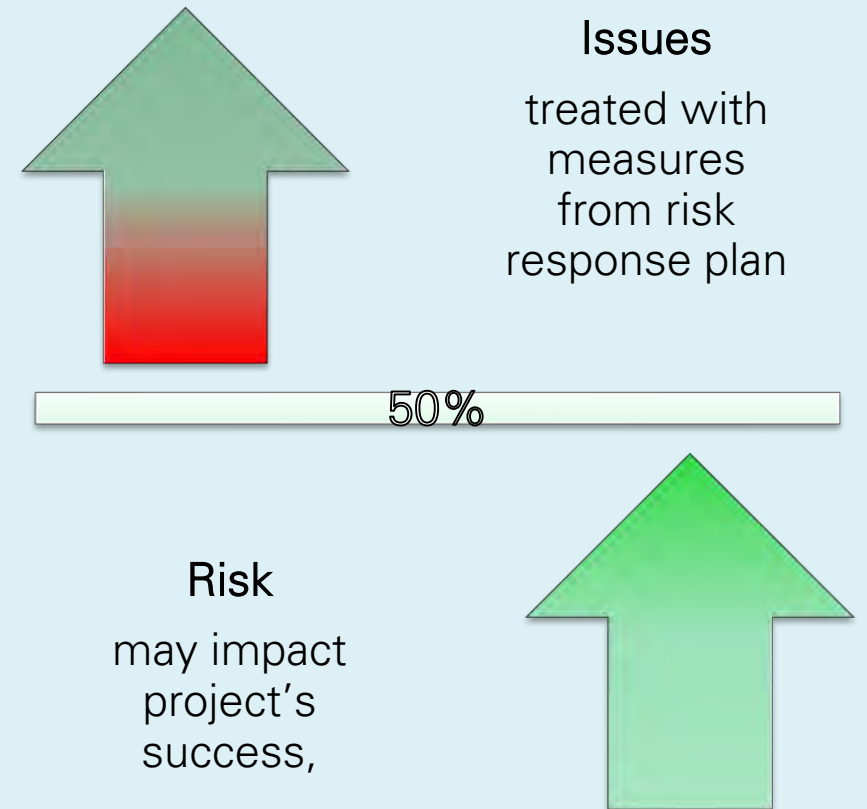 Issues
treated with
measures
from risk
response plan
50%
Risk
may impact
project’s
success,